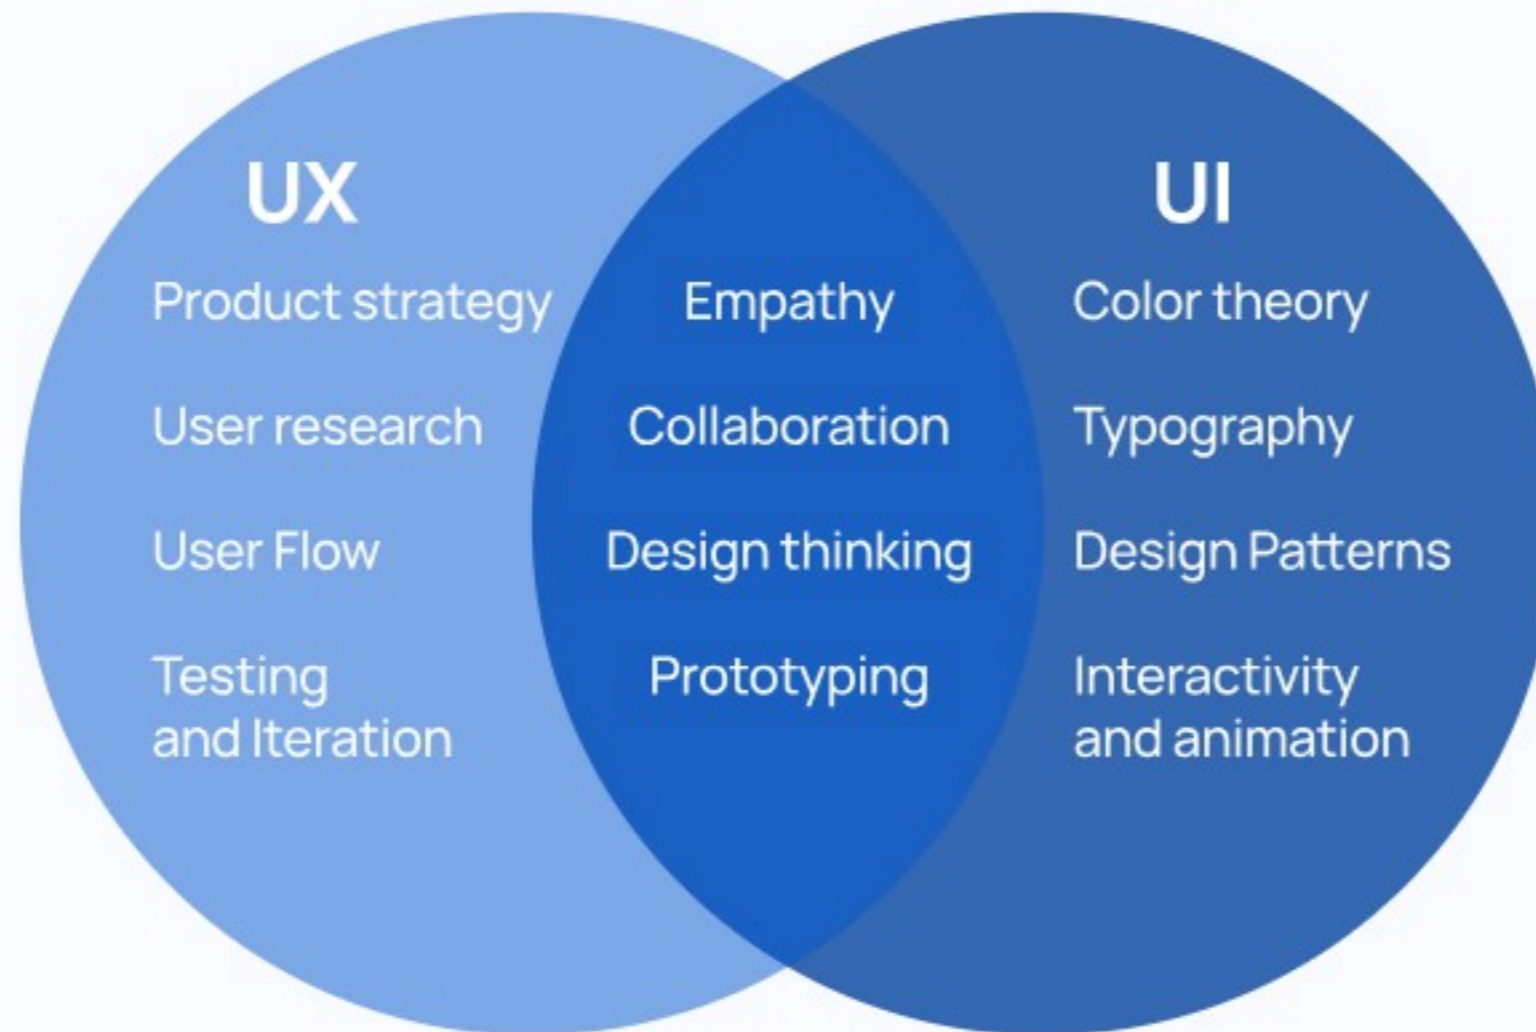 UX
Product strategy
User research
User Flow
Testing
and Iteration
Empathy
Collaboration
Design thinking
Prototyping
UI
Color theory
Typography
Design Patterns
Interactivity
and animation